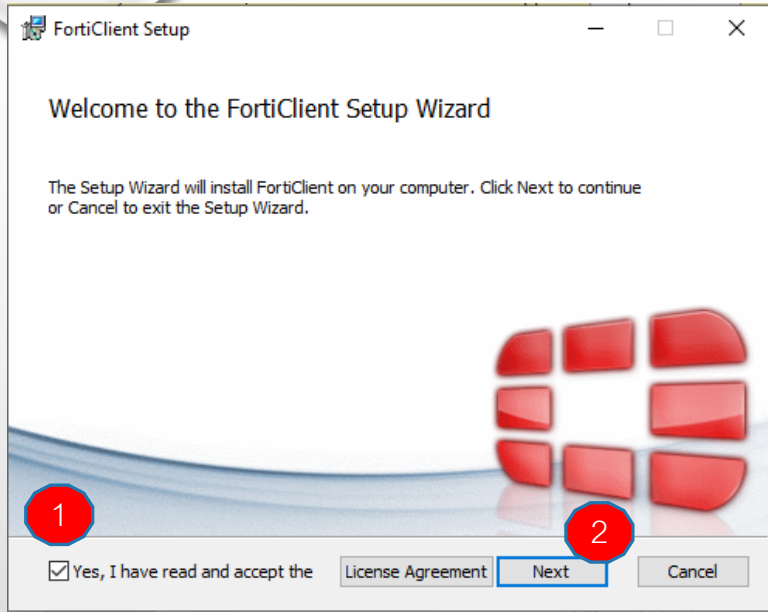 FortiClient Setup
Welcome to the FortiClient Setup Wizard
The Setup Wizard will install FortiClient on your computer. Click Next to continue
or Cancel to exit the Setup Wizard.
1
2
Yes, I have read and accept the License Agreement Next Cancel